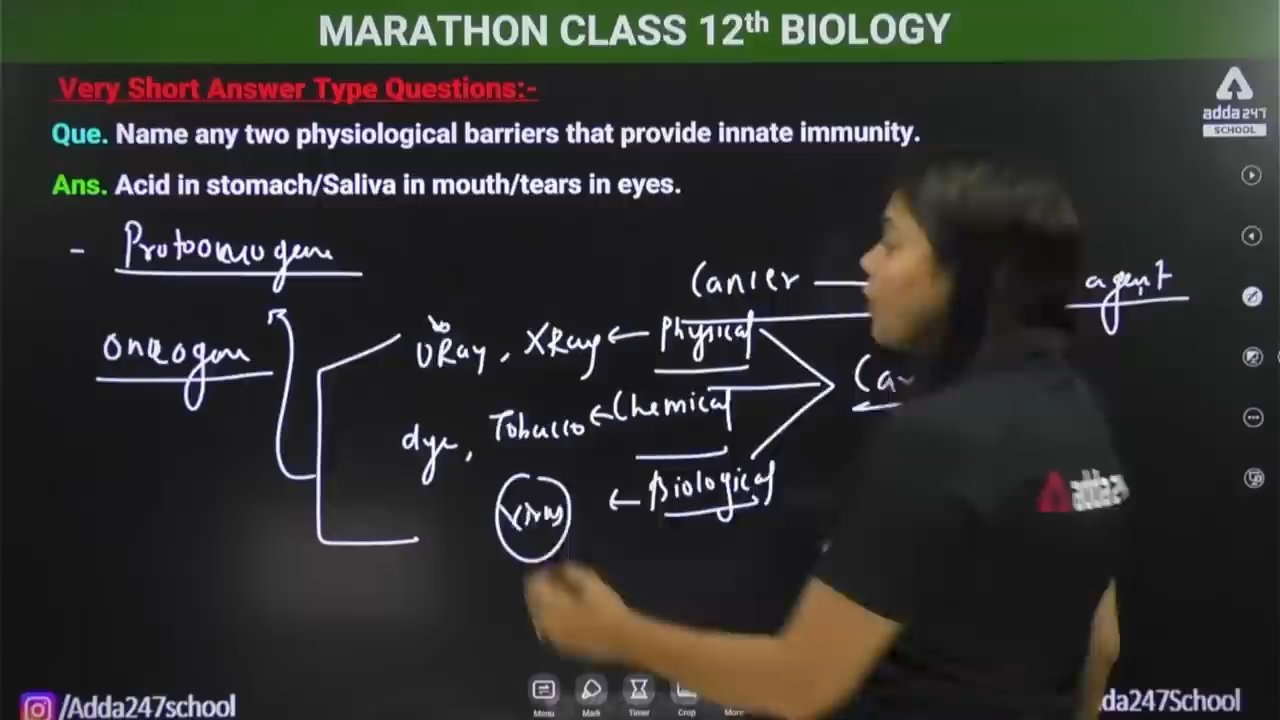 MARATHON CLASS 12th BIOLOGY
Very Short Answer Type Questions:-
adda247
SCHOOL
Que. Name any two physiological barriers that provide innate immunity.
Ans. Acid in stomach/Saliva in mouth/tears in eyes.
Cancer — agent
URay, XRay ← Physical
dye, Tobacco ← Chemical
Virus ← Biological
/Adda247school
Menu Mark Timer Crop More
da247School